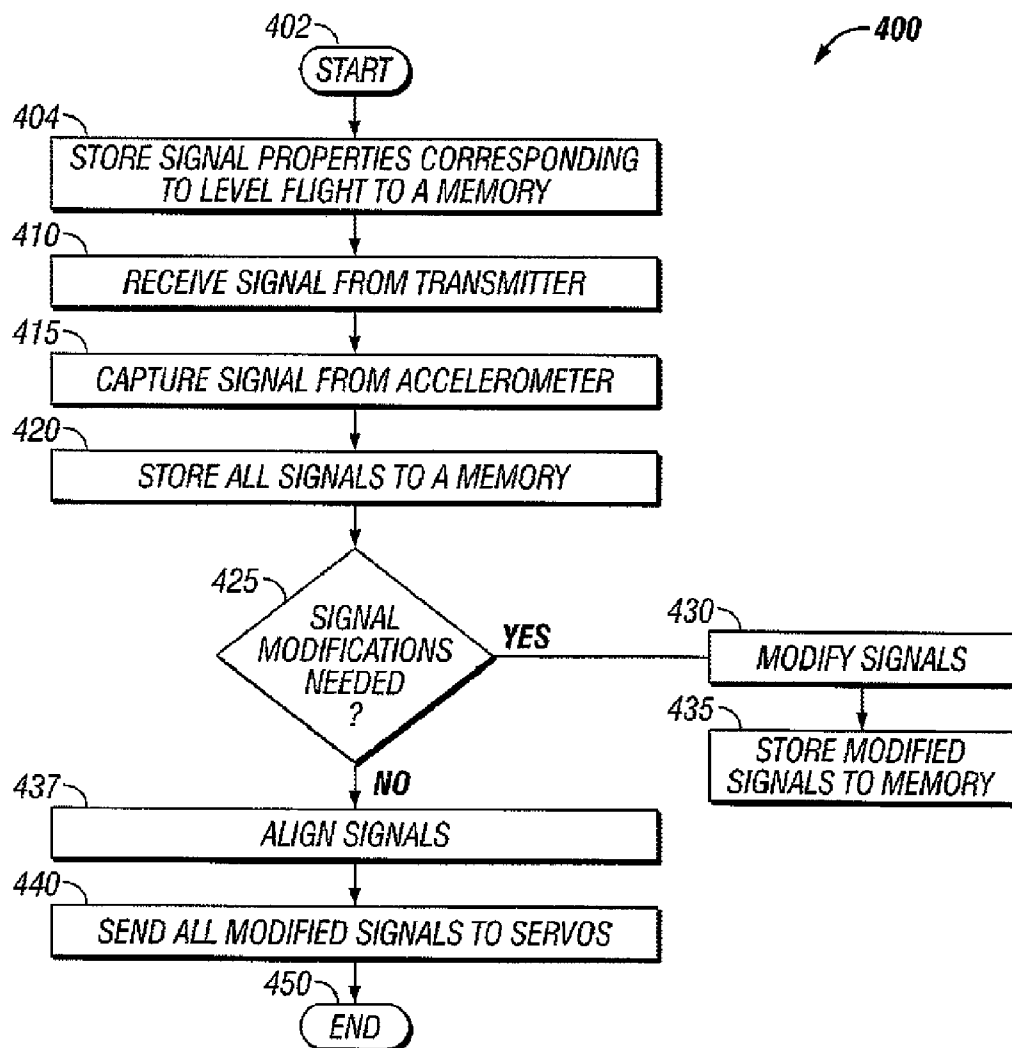 400
402
START
404
STORE SIGNAL PROPERTIES CORRESPONDING
TO LEVEL FLIGHT TO A MEMORY
410
RECEIVE SIGNAL FROM TRANSMITTER
415
CAPTURE SIGNAL FROM ACCELEROMETER
420
STORE ALL SIGNALS TO A MEMORY
425
SIGNAL
MODIFICATIONS
NEEDED
?
YES
430
MODIFY SIGNALS
435
STORE MODIFIED
SIGNALS TO MEMORY
NO
437
ALIGN SIGNALS
440
SEND ALL MODIFIED SIGNALS TO SERVOS
450
END